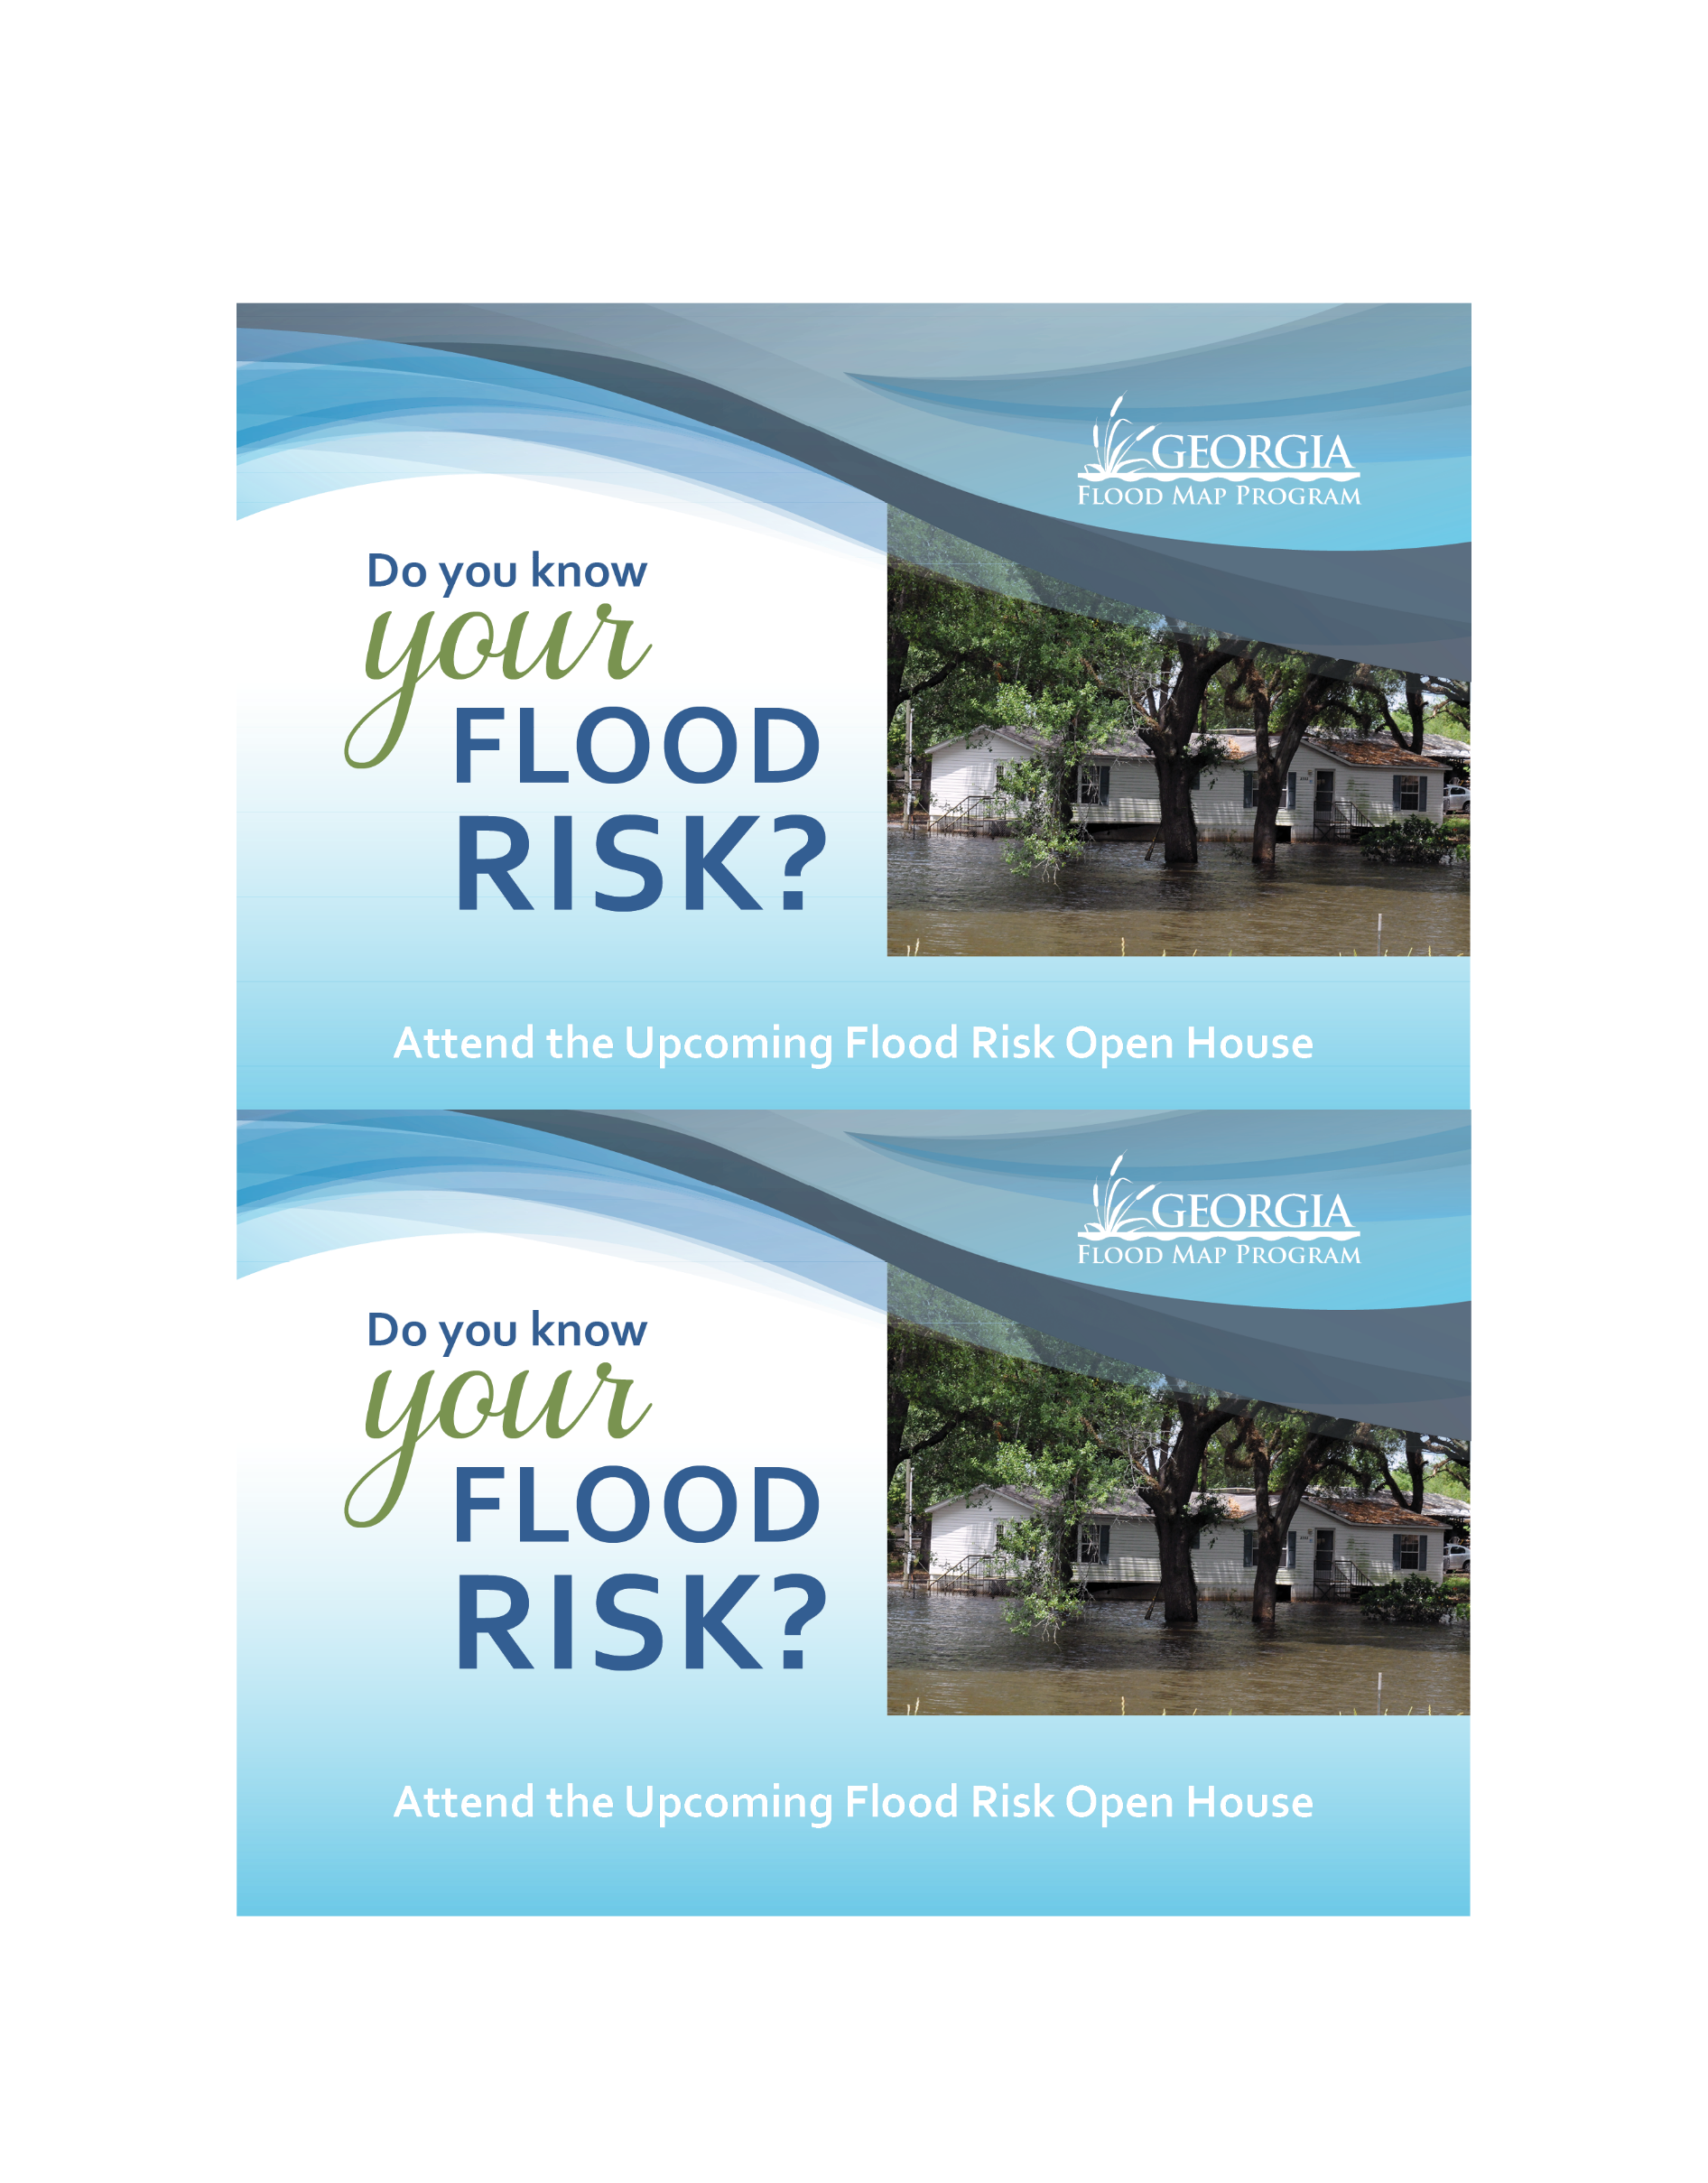 GEORGIA
FLOOD MAP PROGRAM
Do you know
your
FLOOD
RISK?
Attend the Upcoming Flood Risk Open House
GEORGIA
FLOOD MAP PROGRAM
Do you know
your
FLOOD
RISK?
Attend the Upcoming Flood Risk Open House